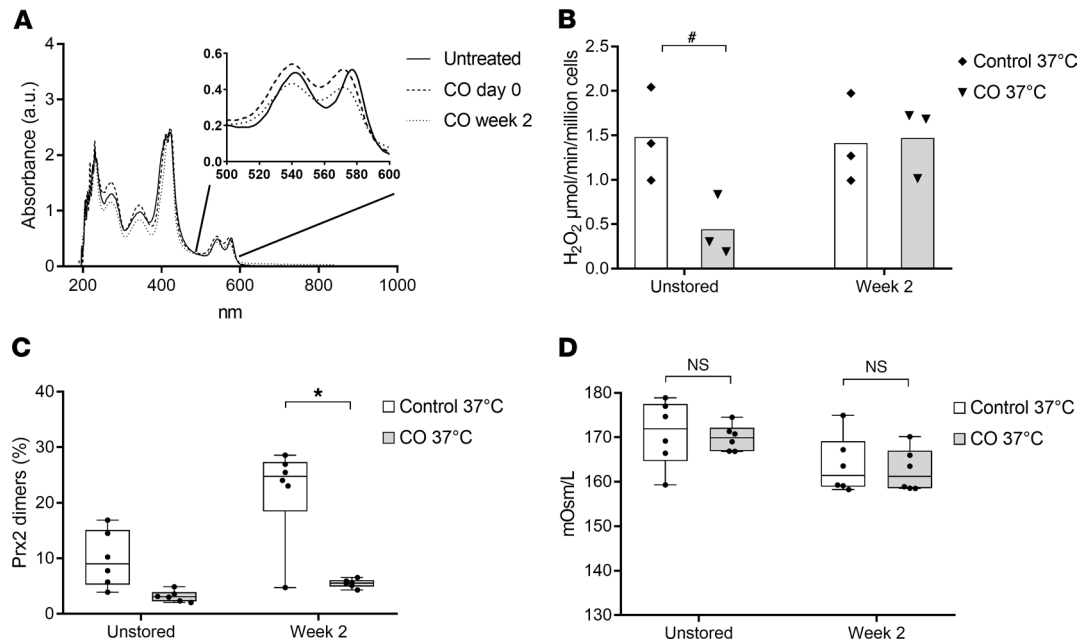 A
Absorbance (a.u.)
4
3
2
1
0
200
400
600
800
1000
nm
0.6
0.4
0.2
0.0
500
520
540
560
580
600
Untreated
CO day 0
CO week 2
B
H₂O₂ μmol/min/million cells
2.5
2.0
1.5
1.0
0.5
0.0
#
Unstored
Week 2
Control 37°C
CO 37°C
C
Prx2 dimers (%)
40
30
20
10
0
*
Unstored
Week 2
Control 37°C
CO 37°C
D
mOsm/L
180
170
160
150
140
130
NS
NS
Unstored
Week 2
Control 37°C
CO 37°C